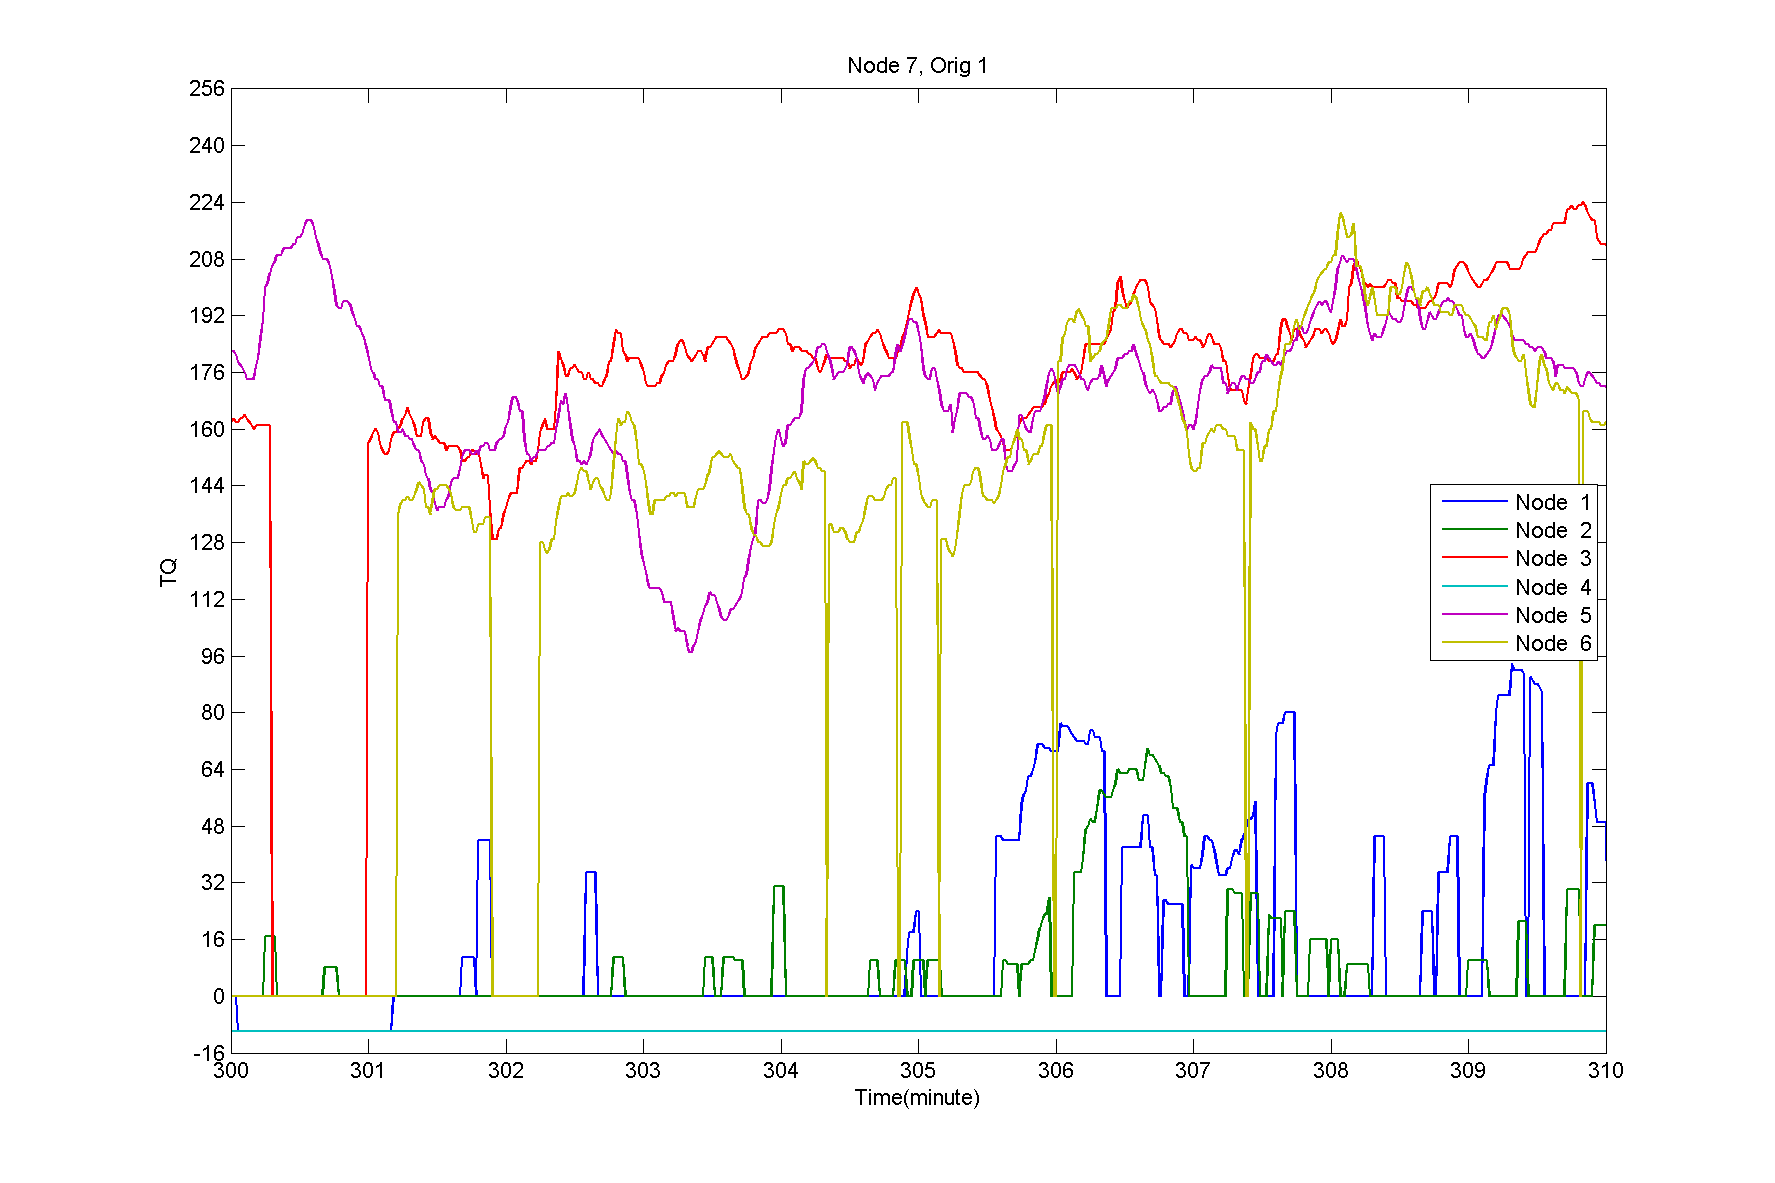 Node 7, Orig 1
256
240
224
208
192
176
160
144
128
112
96
80
64
48
32
16
0
-16
TQ
Node 1
Node 2
Node 3
Node 4
Node 5
Node 6
300 301 302 303 304 305 306 307 308 309 310
Time(minute)